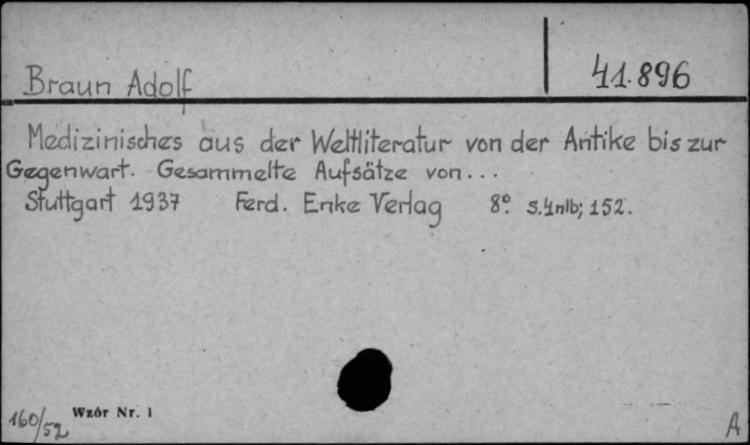 Braun Adolf
41.896
Medizinisches aus der Weltliteratur von der Antike bis zur
Gegenwart. Gesammelte Aufsätze von...
Stuttgart 1937 Ferd. Enke Verlag 8º s.4nlb; 152.
160/52
Wzór Nr. 1
A